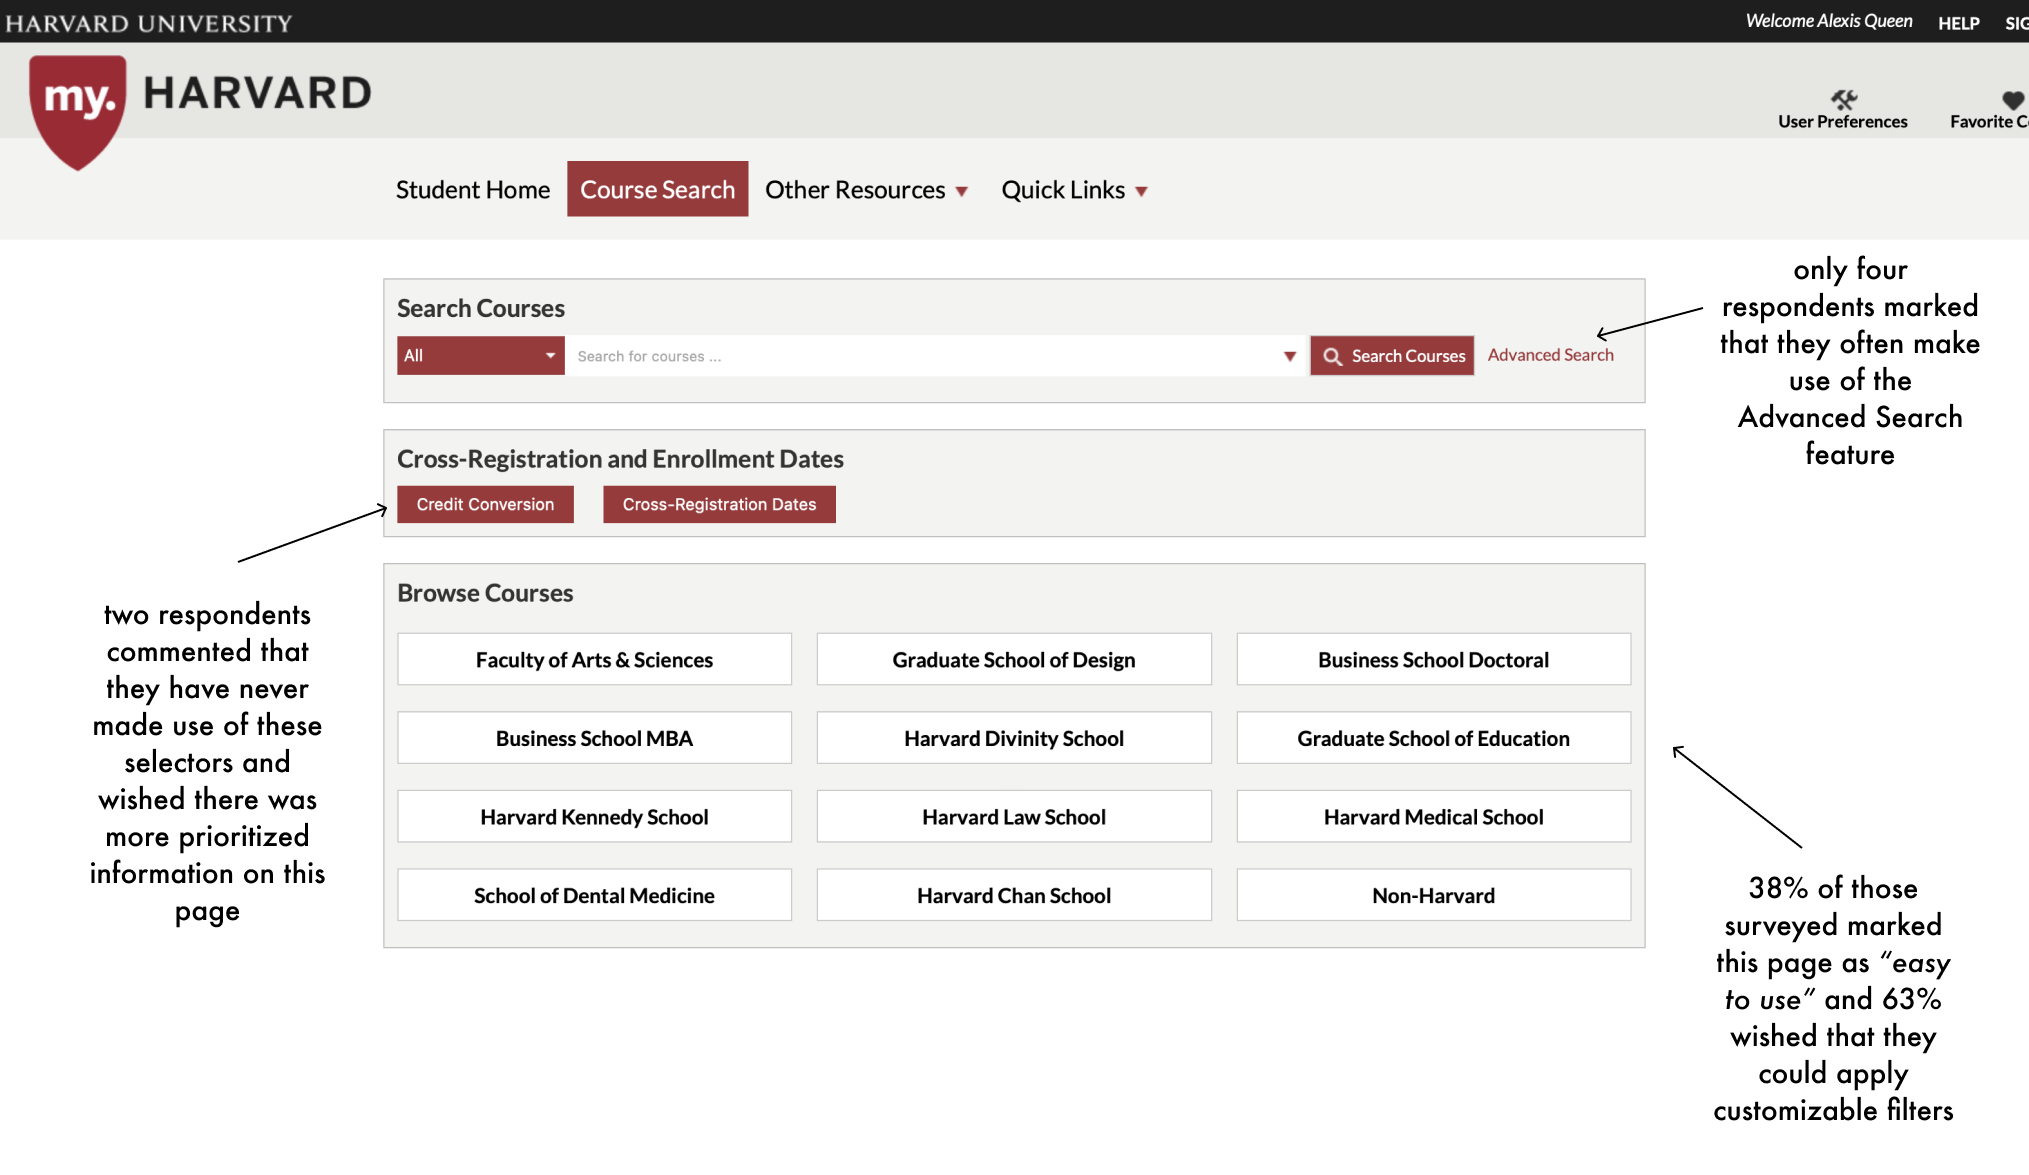 HARVARD UNIVERSITY
Welcome Alexis Queen HELP SIG
my. HARVARD
User Preferences Favorite C
Student Home Course Search Other Resources Quick Links
Search Courses
All Search for courses ... Search Courses Advanced Search
only four
respondents marked
that they often make
use of the
Advanced Search
feature
Cross-Registration and Enrollment Dates
Credit Conversion Cross-Registration Dates
two respondents
commented that
they have never
made use of these
selectors and
wished there was
more prioritized
information on this
page
Browse Courses
Faculty of Arts & Sciences Graduate School of Design Business School Doctoral
Business School MBA Harvard Divinity School Graduate School of Education
Harvard Kennedy School Harvard Law School Harvard Medical School
School of Dental Medicine Harvard Chan School Non-Harvard
38% of those
surveyed marked
this page as “easy
to use” and 63%
wished that they
could apply
customizable filters